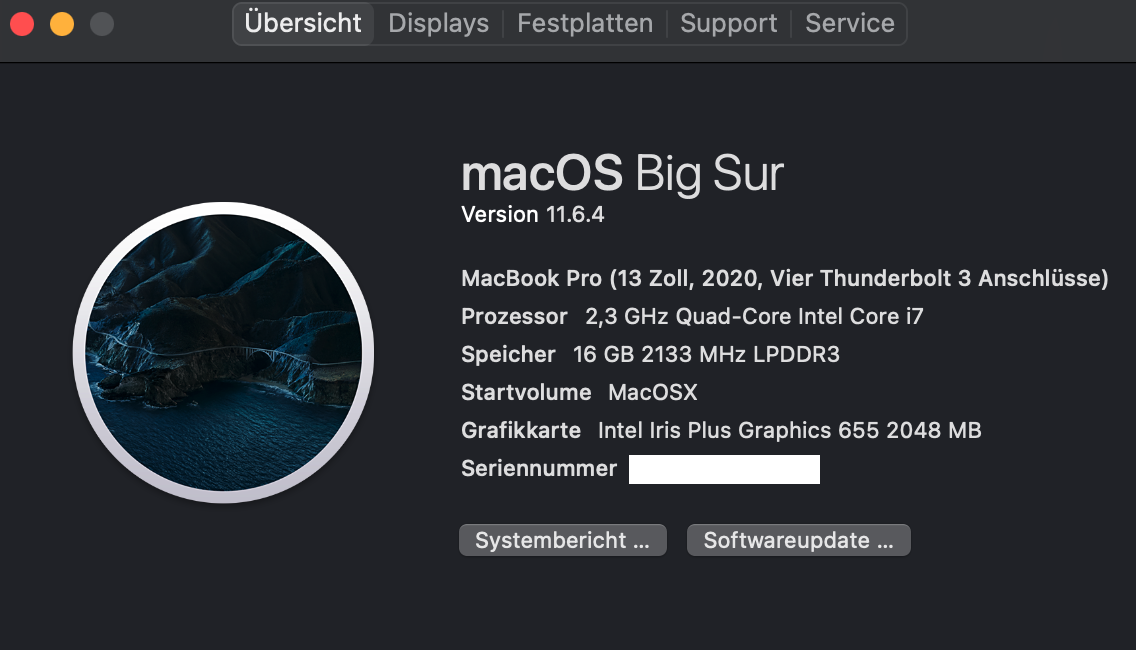 Übersicht Displays Festplatten Support Service
macOS Big Sur
Version 11.6.4
MacBook Pro (13 Zoll, 2020, Vier Thunderbolt 3 Anschlüsse)
Prozessor 2,3 GHz Quad-Core Intel Core i7
Speicher 16 GB 2133 MHz LPDDR3
Startvolume MacOSX
Grafikkarte Intel Iris Plus Graphics 655 2048 MB
Seriennummer
Systembericht ... Softwareupdate ...